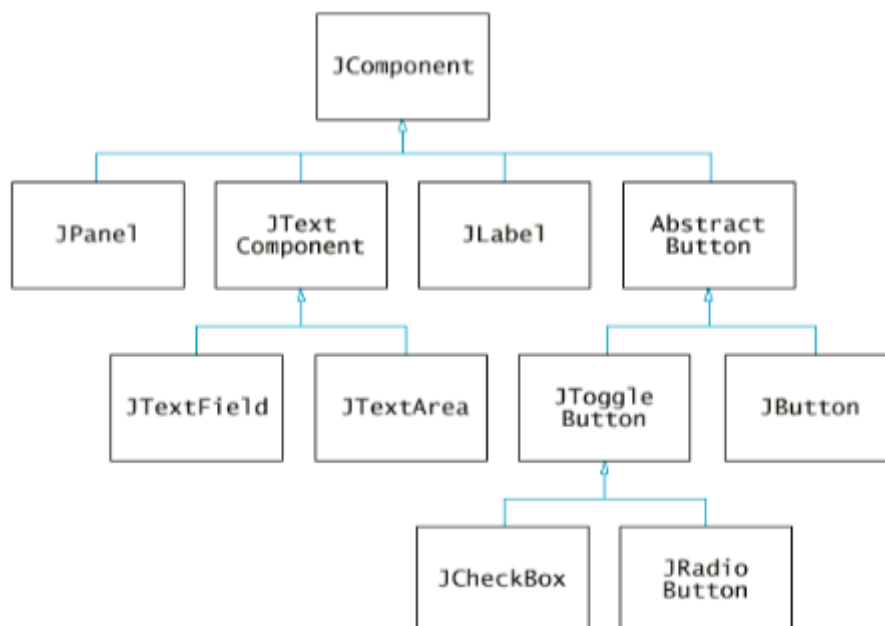 JComponent
JPanel
JText
Component
JLabel
Abstract
Button
JTextField
JTextArea
JToggle
Button
JButton
JCheckBox
JRadio
Button